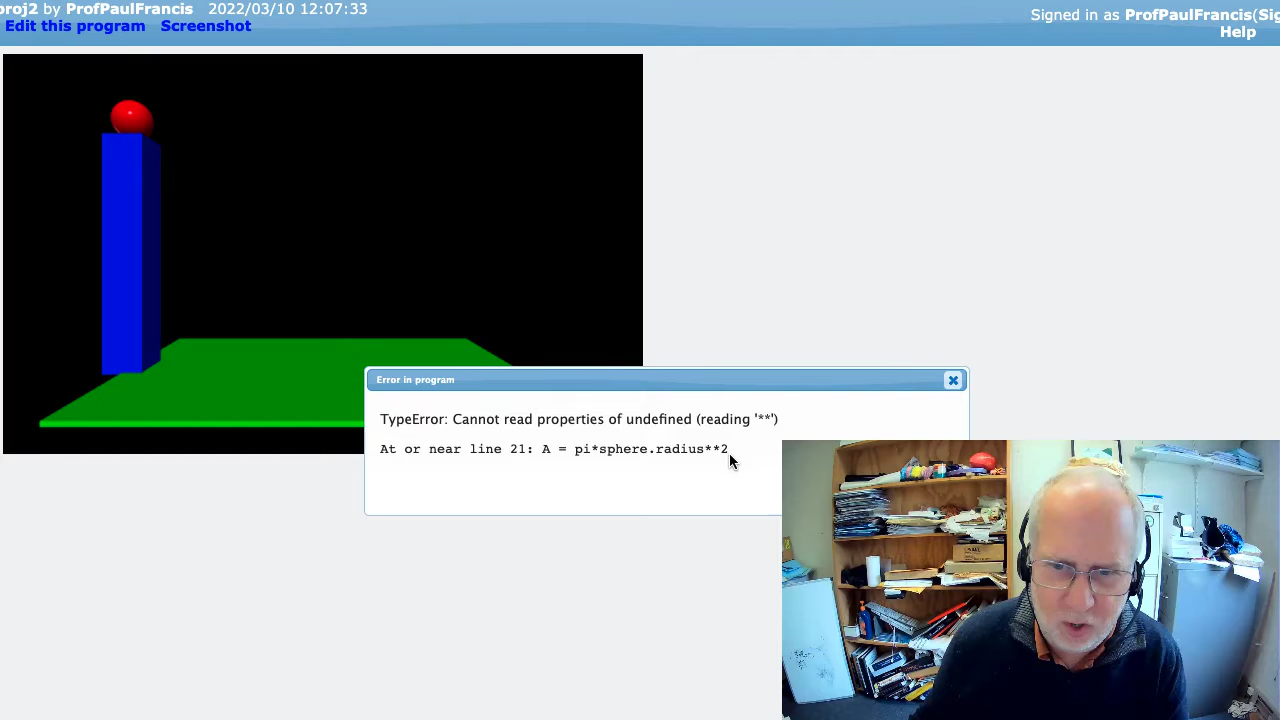 proj2 by ProfPaulFrancis 2022/03/10 12:07:33
Signed in as ProfPaulFrancis(Sig
Edit this program Screenshot
Help
Error in program
TypeError: Cannot read properties of undefined (reading '**')
At or near line 21: A = pi*sphere.radius**2